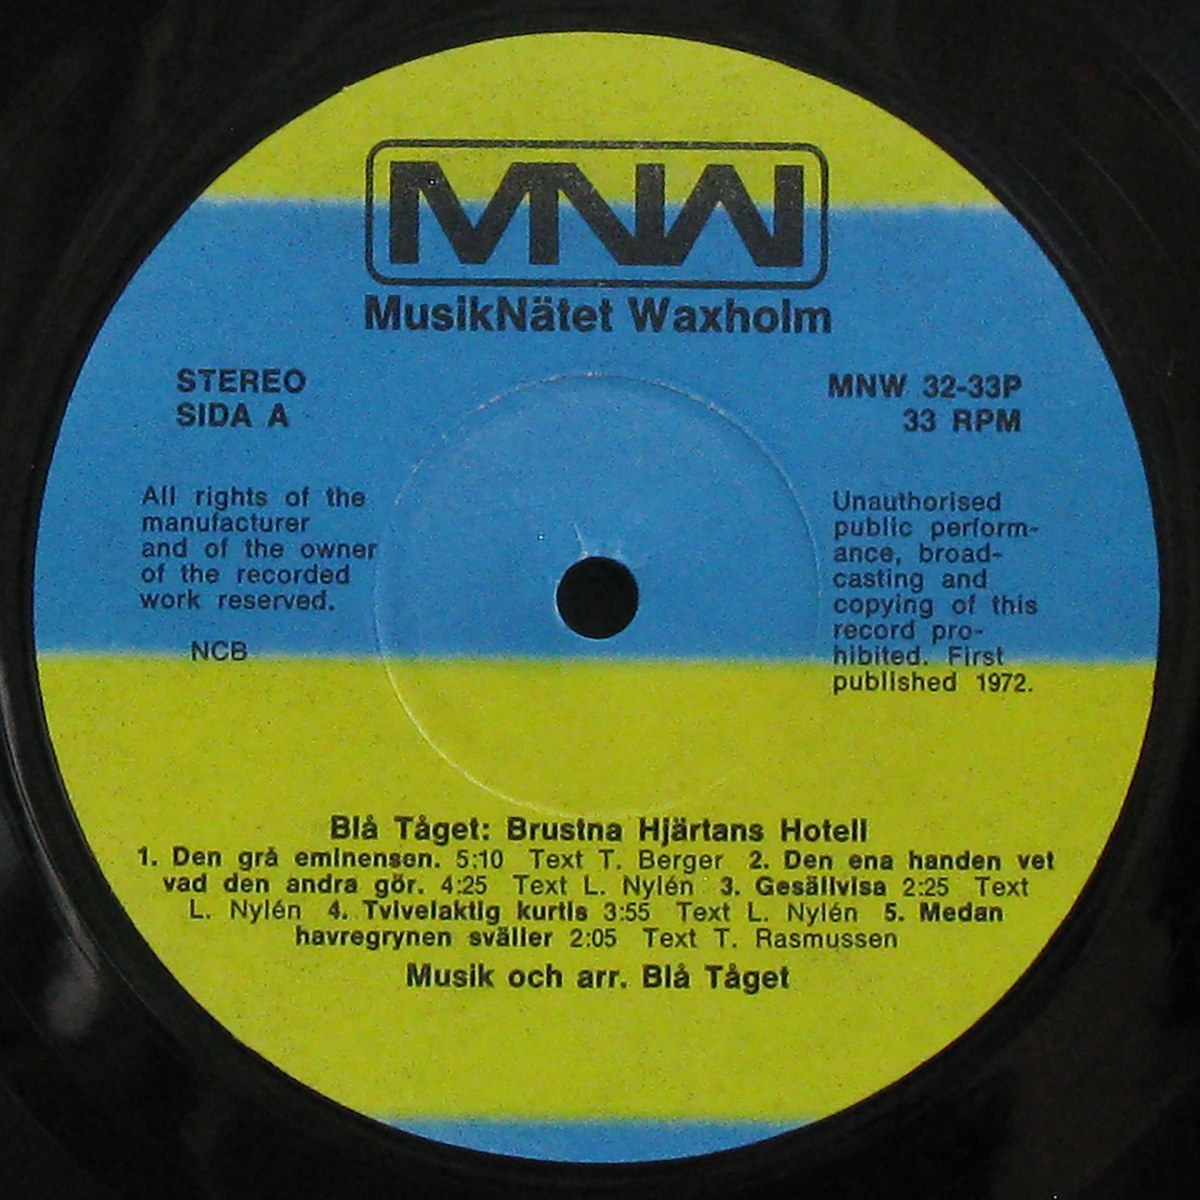 MNW
MusikNätet Waxholm
STEREO
SIDA A
MNW 32-33P
33 RPM
All rights of the
manufacturer
and of the owner
of the recorded
work reserved.
NCB
Unauthorised
public perform-
ance, broad-
casting and
copying of this
record pro-
hibited. First
published 1972.
Blå Tåget: Brustna Hjärtans Hotell
1. Den grå eminensen. 5:10 Text T. Berger 2. Den ena handen vet
vad den andra gör. 4:25 Text L. Nylén 3. Gesällvisa 2:25 Text
L. Nylén 4. Tvivelaktig kurtis 3:55 Text L. Nylén 5. Medan
havregrynen sväller 2:05 Text T. Rasmussen
Musik och arr. Blå Tåget